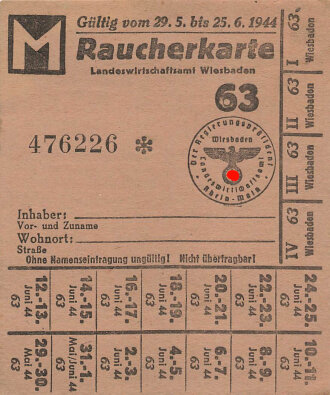 Gültig vom 29. 5. bis 25. 6. 1944
M
Raucherkarte
Landeswirtschaftsamt Wiesbaden
63
476226 *
Der Regierungspräsident
Wiesbaden
Landeswirtschaftsamt
Rhein-Main
Inhaber:
Vor- und Zuname
Wohnort:
Straße
Ohne Namenseintragung ungültig! Nicht übertragbar!
I 63 Wiesbaden
II 63 Wiesbaden
III 63 Wiesbaden
IV 63 Wiesbaden
12.-13. Juni 44 63
14.-15. Juni 44 63
16.-17. Juni 44 63
18.-19. Juni 44 63
20.-21. Juni 44 63
22.-23. Juni 44 63
24.-25. Juni 44 63
29.-30. Mai 44 63
31.-1. Mai/Juni 44 63
2.-3. Juni 44 63
4.-5. Juni 44 63
6.-7. Juni 44 63
8.-9. Juni 44 63
10.-11. Juni 44 63